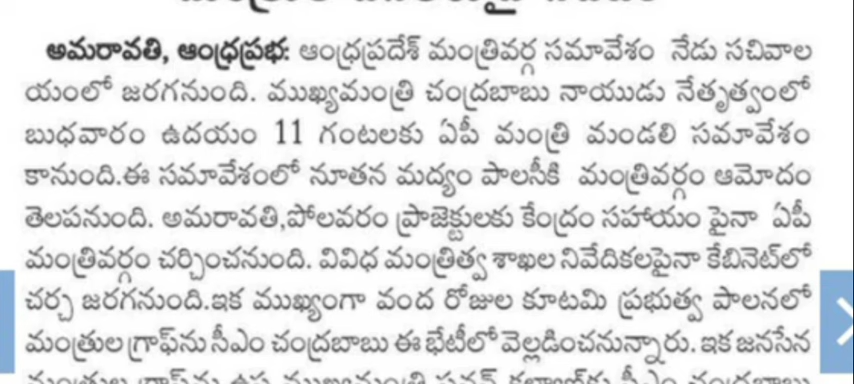 అమరావతి, ఆంధ్రప్రభ: ఆంధ్రప్రదేశ్ మంత్రివర్గ సమావేశం నేడు సచివాల
యంలో జరగనుంది. ముఖ్యమంత్రి చంద్రబాబు నాయుడు నేతృత్వంలో
బుధవారం ఉదయం 11 గంటలకు ఏపీ మంత్రి మండలి సమావేశం
కానుంది.ఈ సమావేశంలో నూతన మద్యం పాలసీకి మంత్రివర్గం ఆమోదం
తెలపనుంది. అమరావతి,పోలవరం ప్రాజెక్టులకు కేంద్రం సహాయం పైనా ఏపీ
మంత్రివర్గం చర్చించనుంది. వివిధ మంత్రిత్వ శాఖల నివేదికలపైనా కేబినెట్‌లో
చర్చ జరగనుంది.ఇక ముఖ్యంగా వంద రోజుల కూటమి ప్రభుత్వ పాలనలో
మంత్రుల గ్రాఫ్‌ను సీఎం చంద్రబాబు ఈ భేటీలో వెల్లడించనున్నారు. ఇక జనసేన